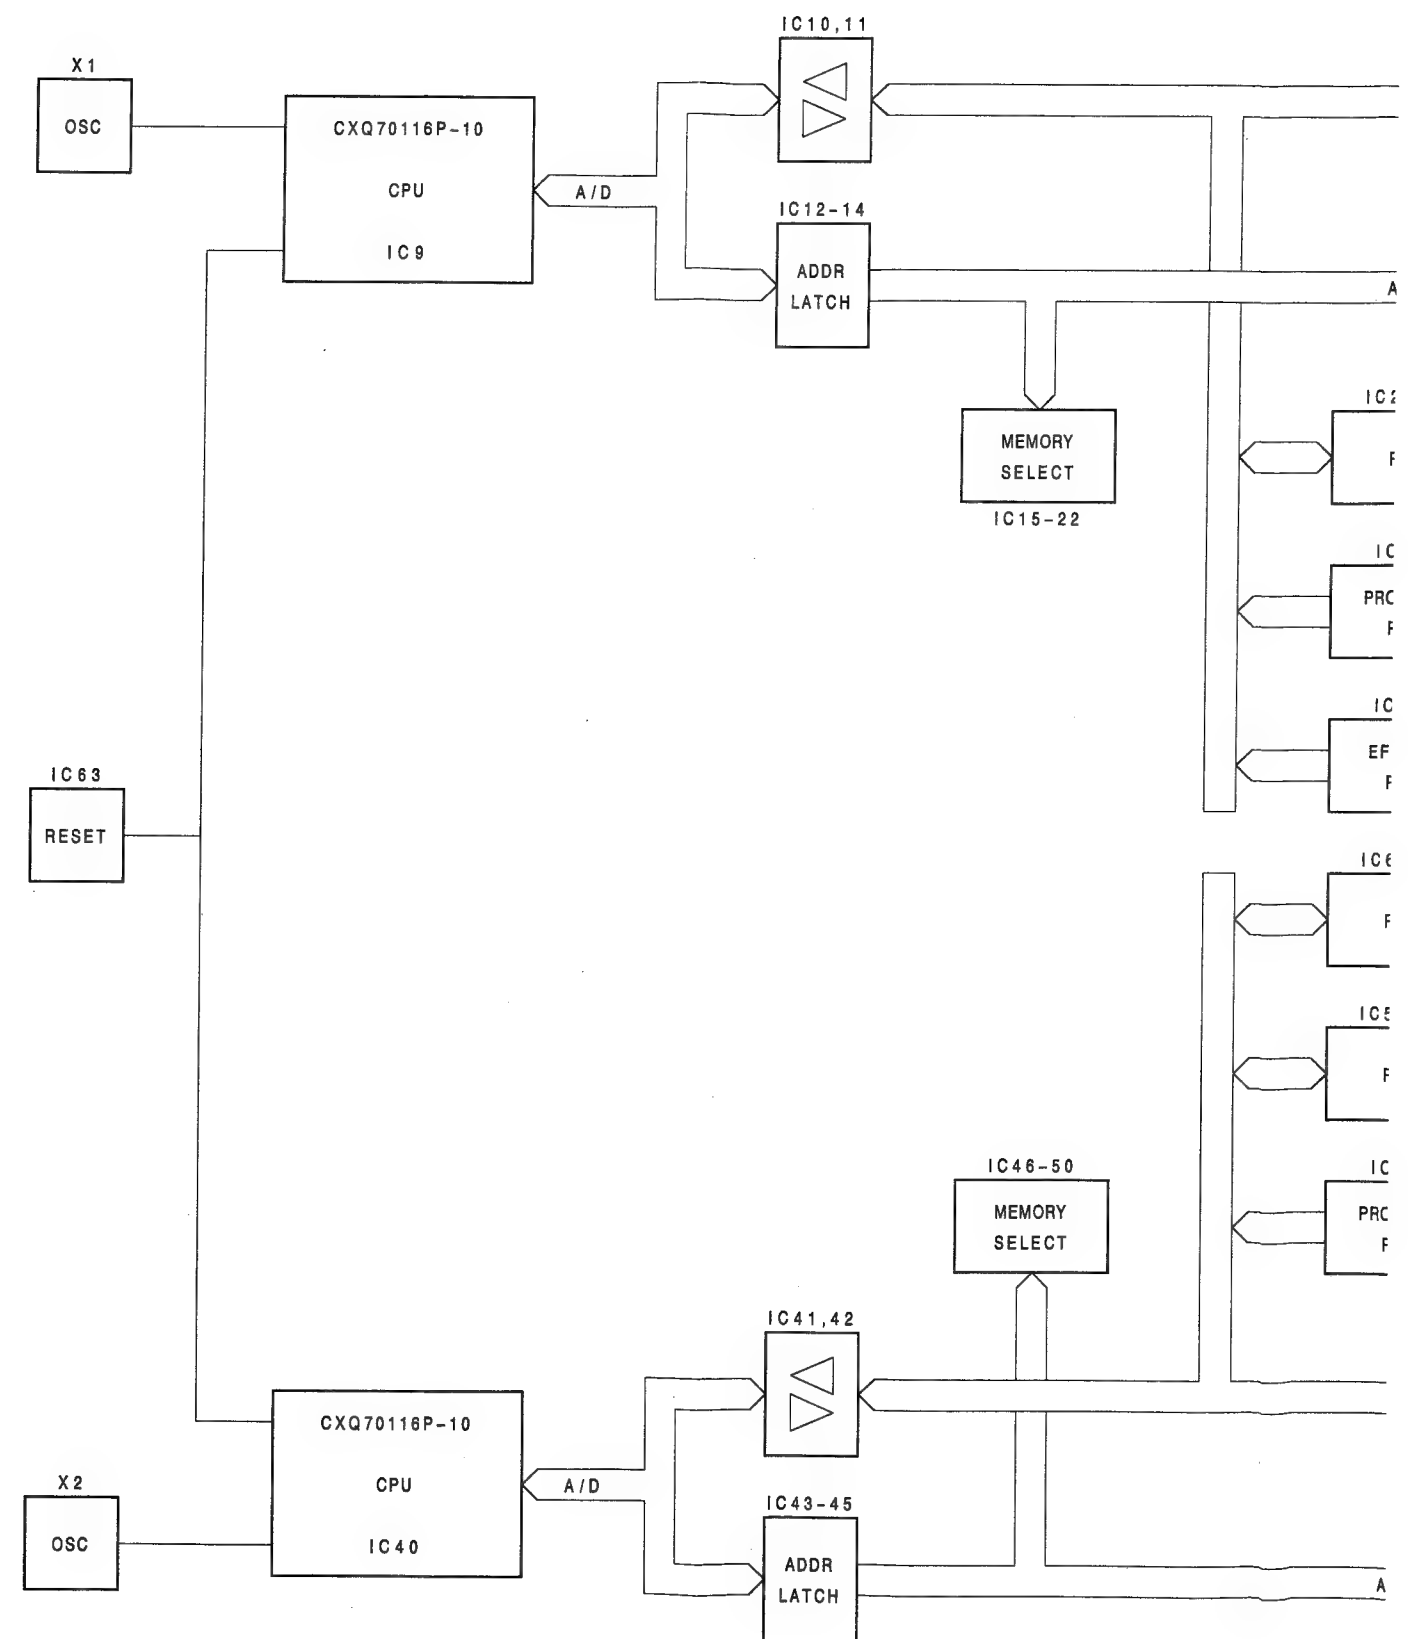 IC10,11
X1
OSC
CXQ70116P-10
CPU
IC9
A/D
IC12-14
ADDR
LATCH
A
MEMORY
SELECT
IC15-22
IC63
RESET
IC46-50
MEMORY
SELECT
IC41,42
CXQ70116P-10
CPU
IC40
A/D
X2
OSC
IC43-45
ADDR
LATCH
A